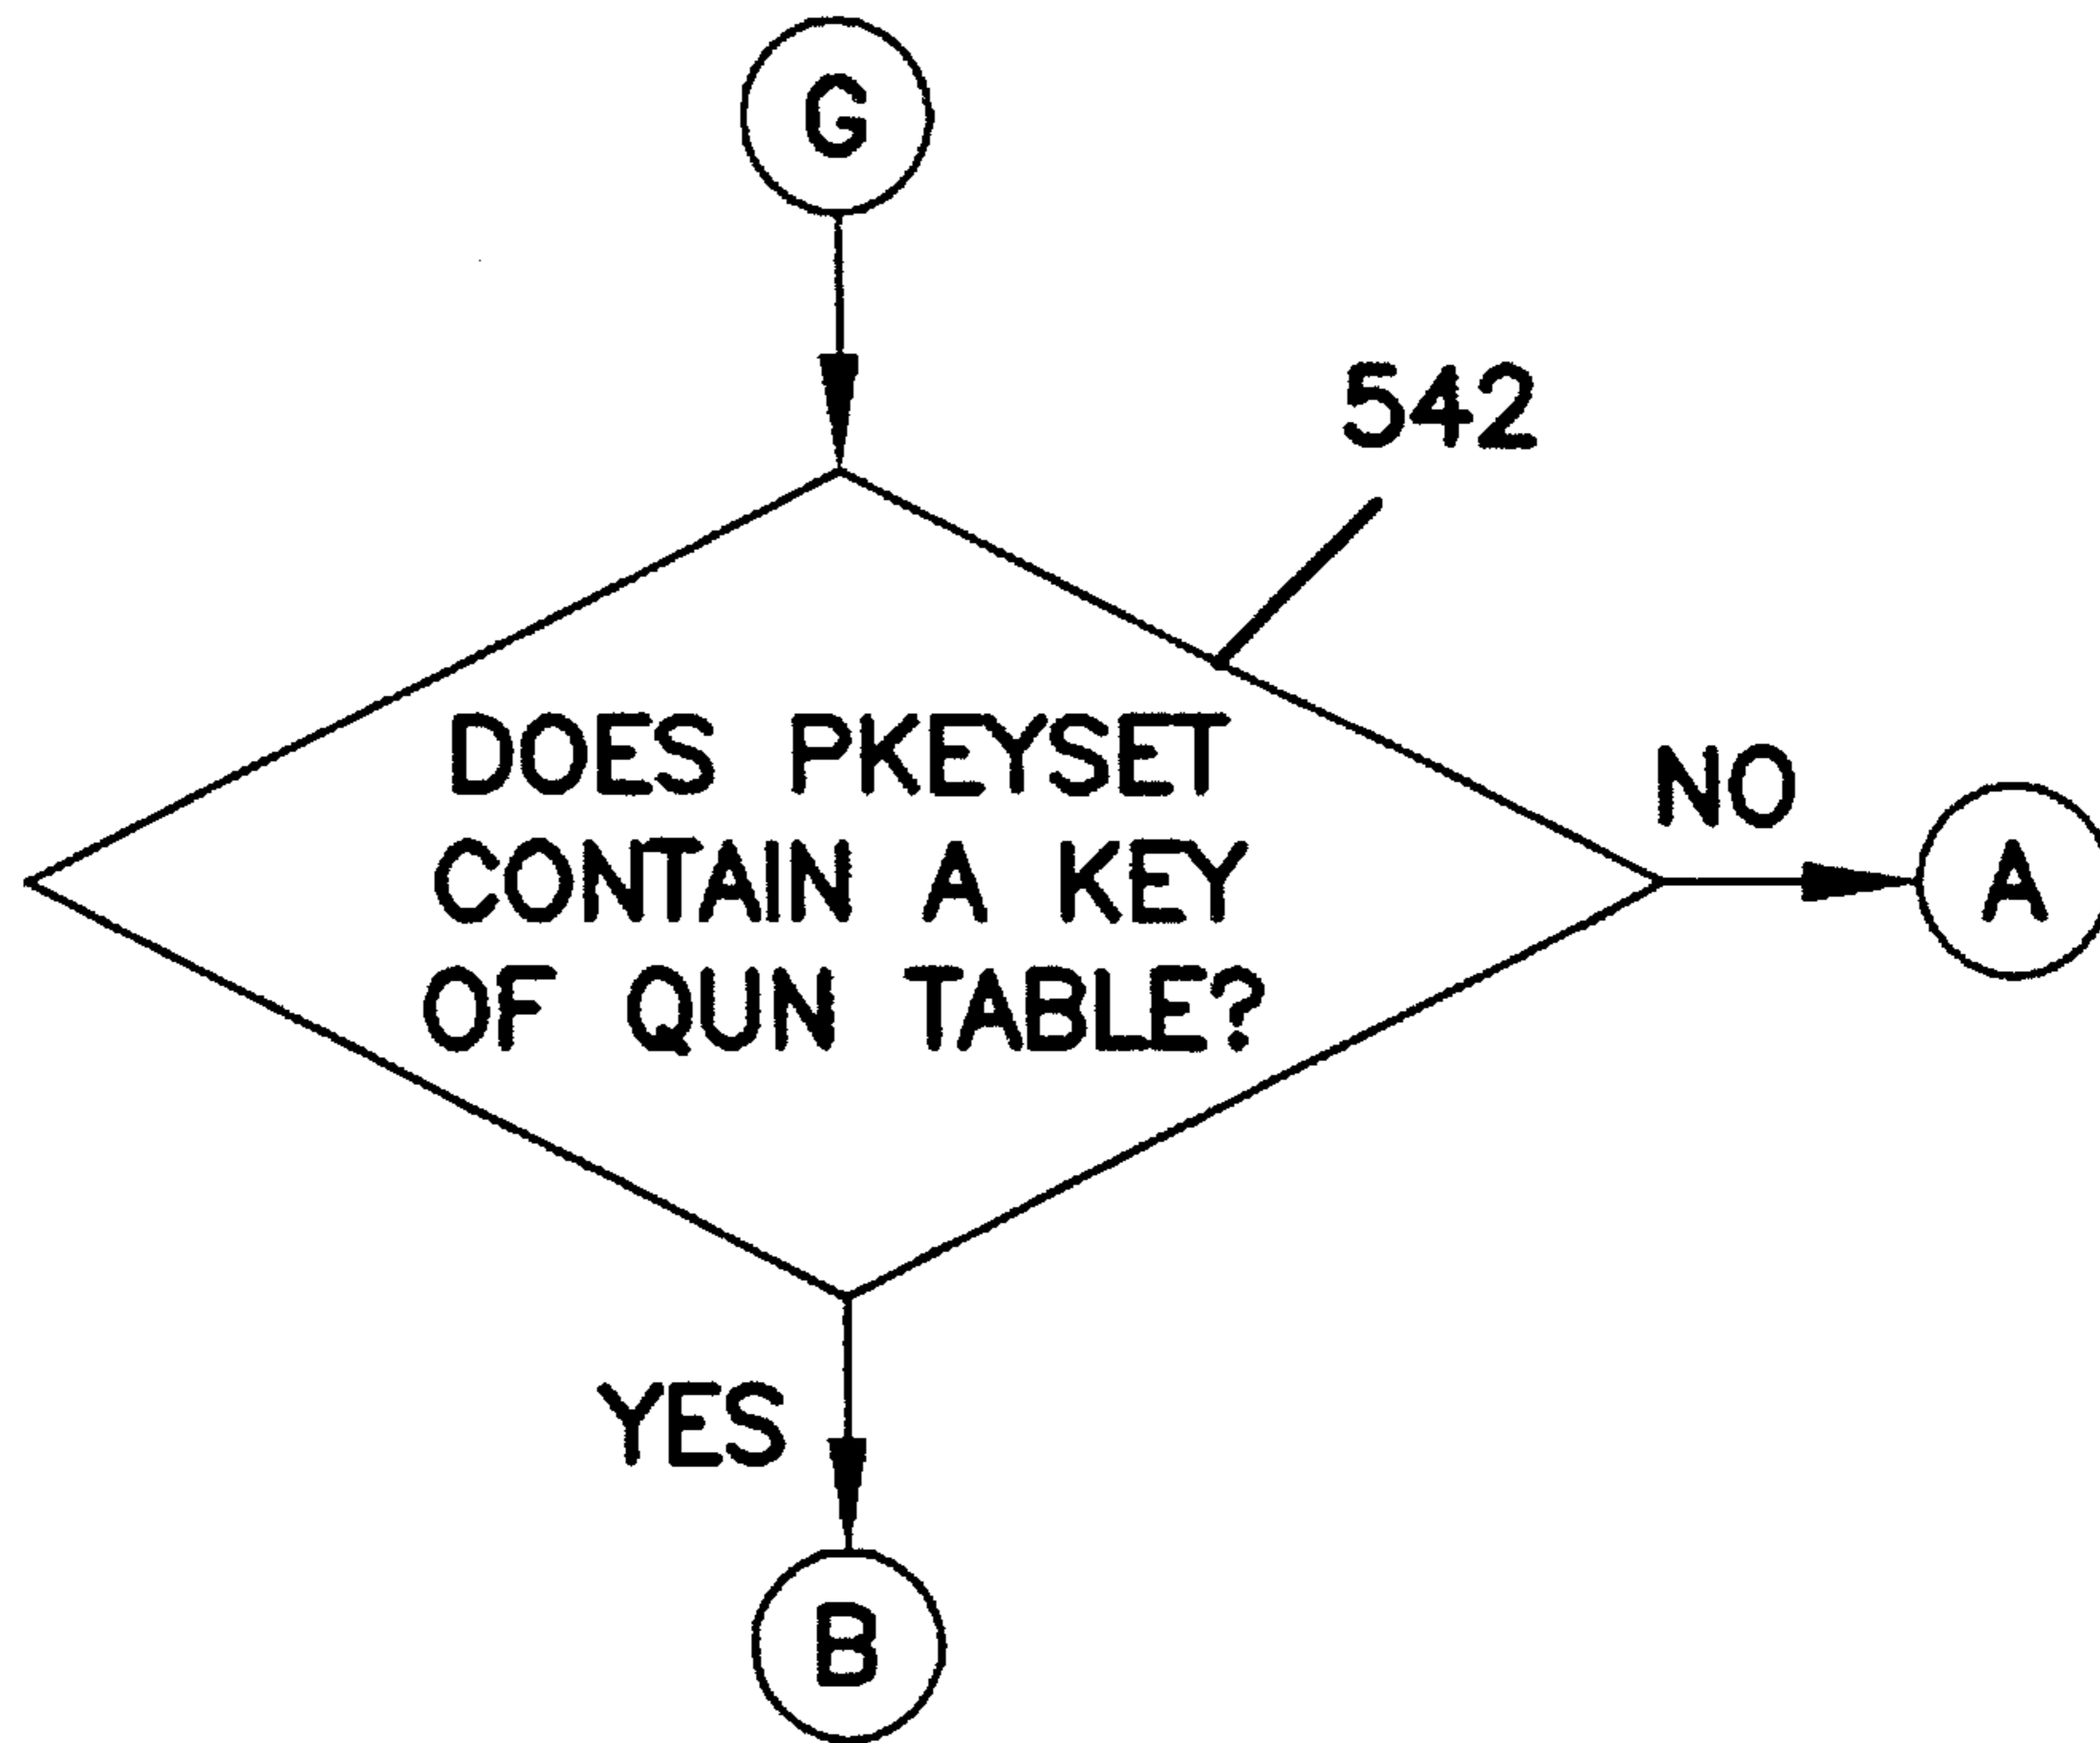 G
542
DOES PKEYSET
CONTAIN A KEY
OF QUN TABLE?
NO
A
YES
B